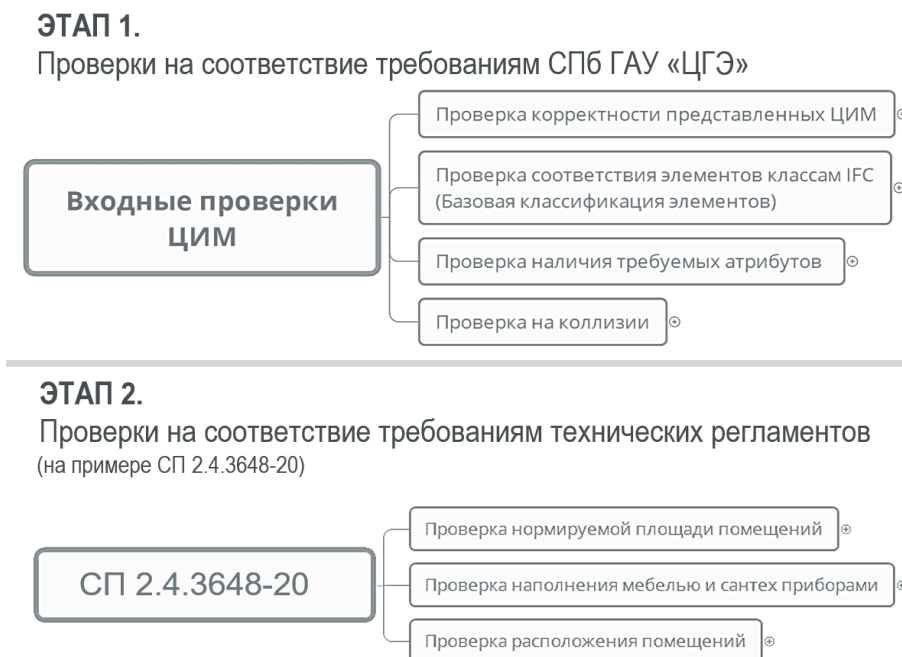 ЭТАП 1.
Проверки на соответствие требованиям СПб ГАУ «ЦГЭ»
Входные проверки
ЦИМ
Проверка корректности представленных ЦИМ
Проверка соответствия элементов классам IFC
(Базовая классификация элементов)
Проверка наличия требуемых атрибутов
Проверка на коллизии
ЭТАП 2.
Проверки на соответствие требованиям технических регламентов
(на примере СП 2.4.3648-20)
СП 2.4.3648-20
Проверка нормируемой площади помещений
Проверка наполнения мебелью и сантех приборами
Проверка расположения помещений